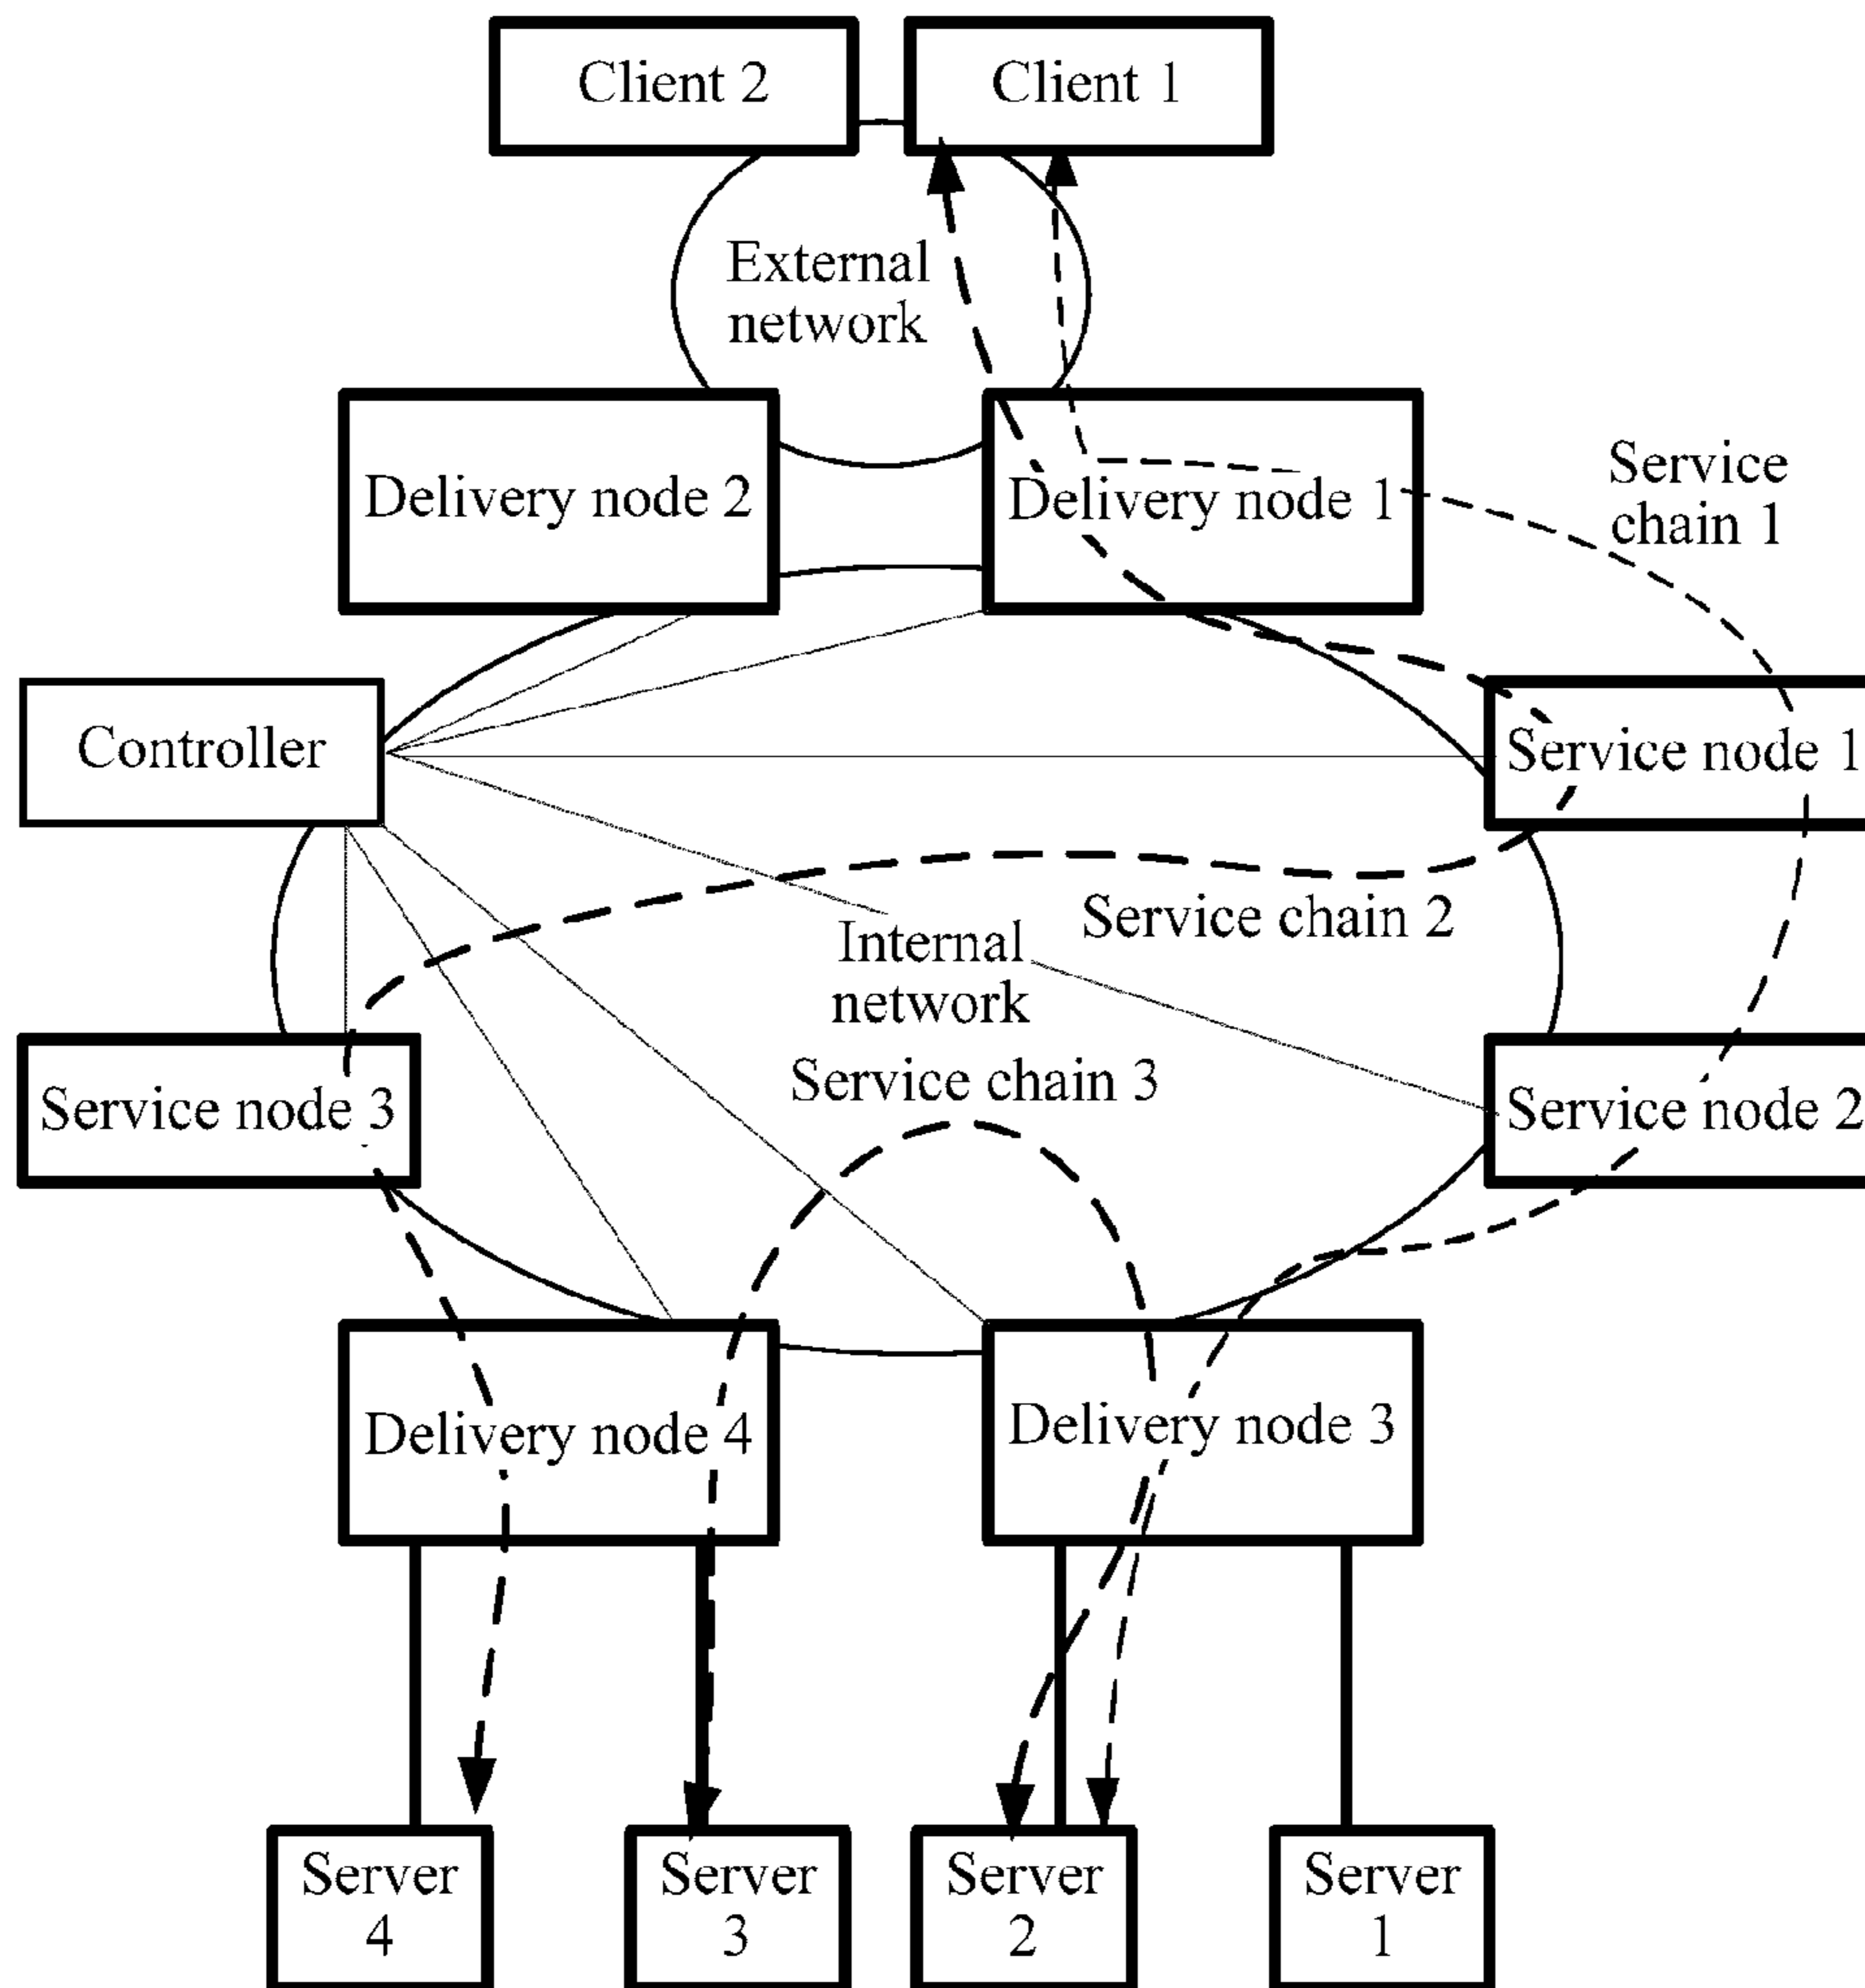 Client 2
Client 1
External
network
Delivery node 2
Delivery node 1
Service
chain 1
Controller
Service node 1
Service chain 2
Internal
network
Service chain 3
Service node 3
Service node 2
Delivery node 4
Delivery node 3
Server
4
Server
3
Server
2
Server
1